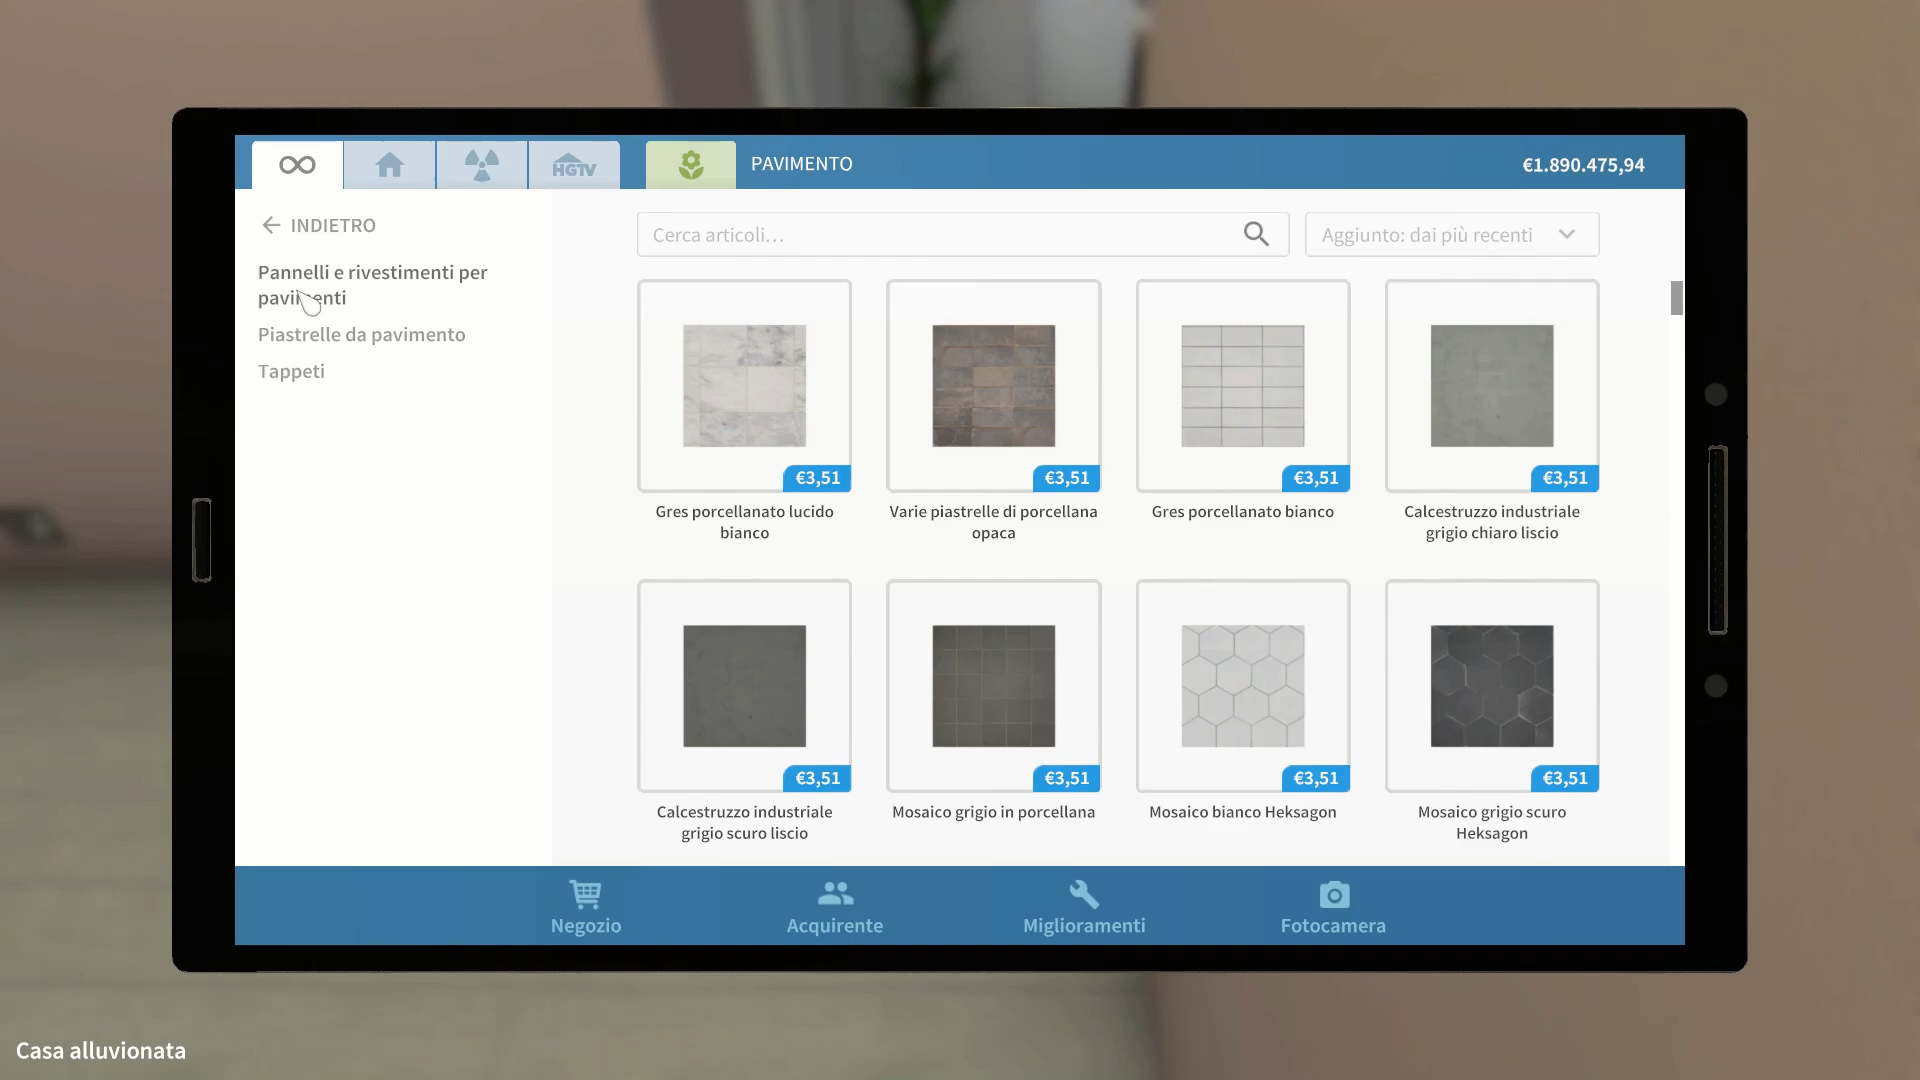 HGTV
PAVIMENTO
€1.890.475,94
INDIETRO
Pannelli e rivestimenti per
pavimenti
Piastrelle da pavimento
Tappeti
Cerca articoli...
Aggiunto: dai più recenti
€3,51
€3,51
€3,51
€3,51
Gres porcellanato lucido
bianco
Varie piastrelle di porcellana
opaca
Gres porcellanato bianco
Calcestruzzo industriale
grigio chiaro liscio
€3,51
€3,51
€3,51
€3,51
Calcestruzzo industriale
grigio scuro liscio
Mosaico grigio in porcellana
Mosaico bianco Heksagon
Mosaico grigio scuro
Heksagon
Negozio
Acquirente
Miglioramenti
Fotocamera
Casa alluvionata